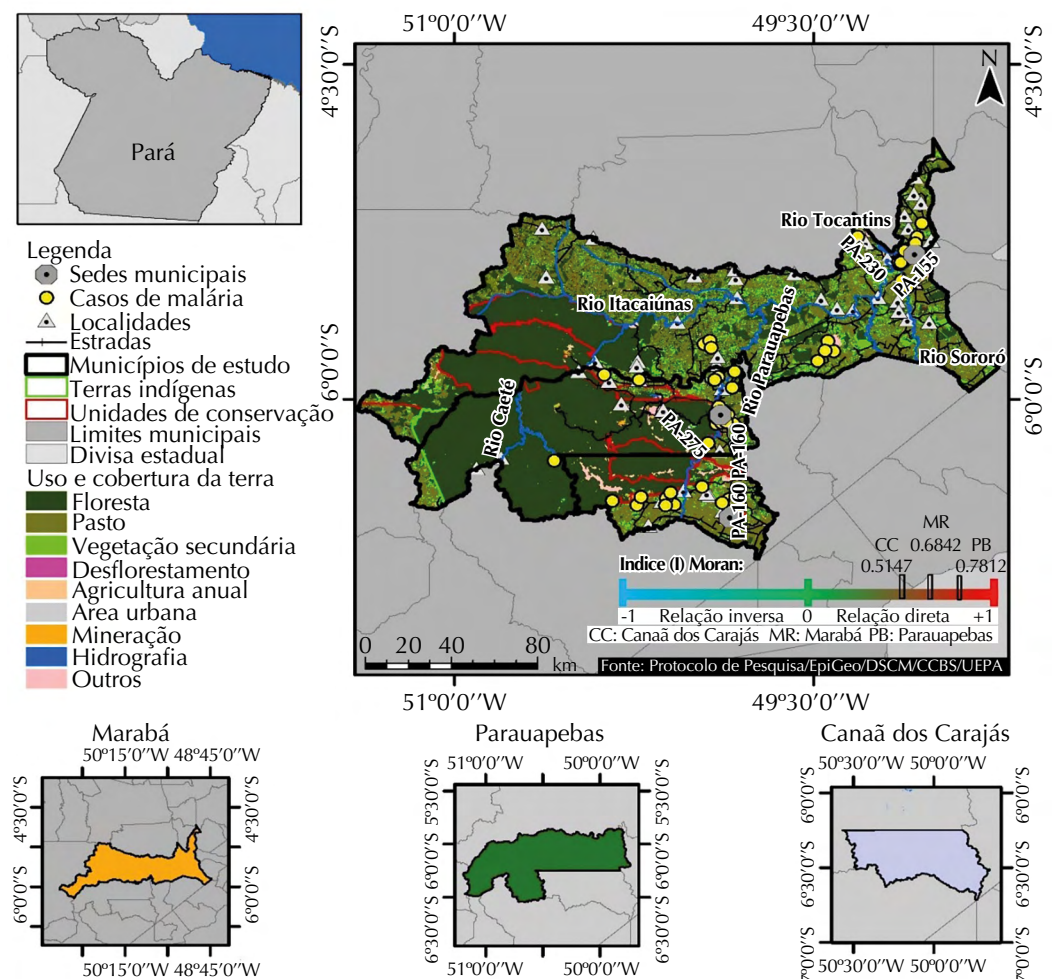 Pará
Legenda
Sedes municipais
Casos de malária
Localidades
Estradas
Municípios de estudo
Terras indígenas
Unidades de conservação
Limites municipais
Divisa estadual
Uso e cobertura da terra
Floresta
Pasto
Vegetação secundária
Desflorestamento
Agricultura anual
Area urbana
Mineração
Hidrografia
Outros
51º0'0''W 49º30'0''W
4º30'0''S 4º30'0''S
6º0'0''S 6º0'0''S
N
Rio Tocantins
PA-230
PA-155
Rio Itacaiúnas
Rio Parauapebas
Rio Sororó
Rio Caeté
PA-275
PA-160 PA-160
Indice (I) Moran:
MR
CC 0.6842 PB
0.5147 0.7812
-1 Relação inversa 0 Relação direta +1
CC: Canaã dos Carajás MR: Marabá PB: Parauapebas
0 20 40 80
km
Fonte: Protocolo de Pesquisa/EpiGeo/DSCM/CCBS/UEPA
51º0'0''W 49º30'0''W
Marabá
50º15'0''W 48º45'0''W
4º30'0''S 4º30'0''S
6º0'0''S 6º0'0''S
50º15'0''W 48º45'0''W
Parauapebas
51º0'0''W 50º0'0''W
5º30'0''S 5º30'0''S
6º0'0''S 6º0'0''S
6º30'0''S 6º30'0''S
51º0'0''W 50º0'0''W
Canaã dos Carajás
50º30'0''W 50º0'0''W
6º0'0''S 6º0'0''S
6º30'0''S 6º30'0''S
7º0'0''S 7º0'0''S
50º30'0''W 50º0'0''W